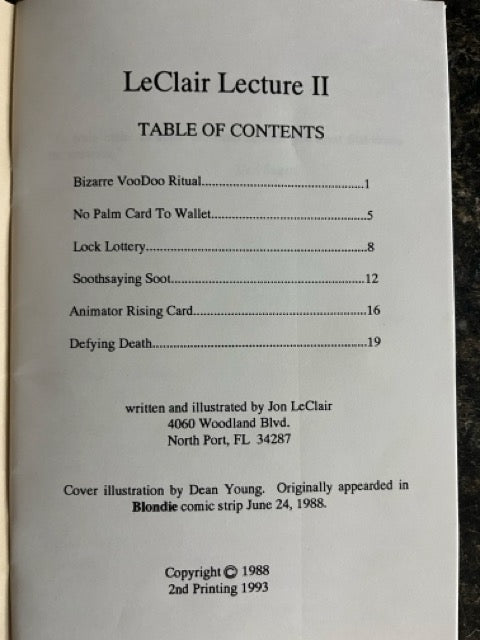 LeClair Lecture II
TABLE OF CONTENTS
Bizarre VooDoo Ritual..................................................1
No Palm Card To Wallet................................................5
Lock Lottery....................................................................8
Soothsaying Soot...........................................................12
Animator Rising Card....................................................16
Defying Death................................................................19
written and illustrated by Jon LeClair
4060 Woodland Blvd.
North Port, FL 34287
Cover illustration by Dean Young. Originally appearded in
Blondie comic strip June 24, 1988.
Copyright © 1988
2nd Printing 1993